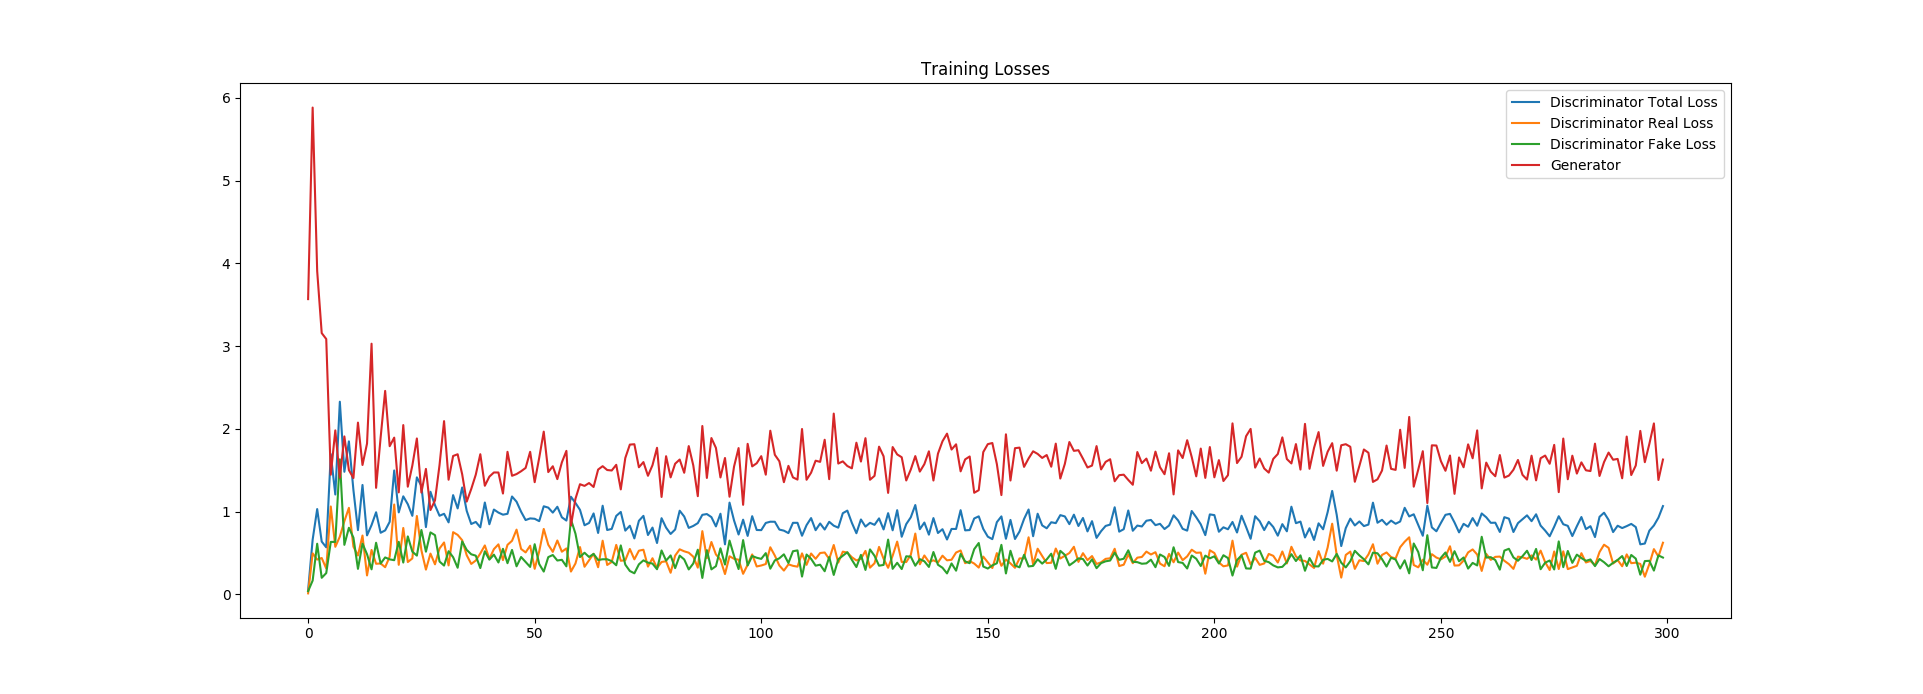 Training Losses
6
5
4
3
2
1
0
Discriminator Total Loss
Discriminator Real Loss
Discriminator Fake Loss
Generator
0 50 100 150 200 250 300